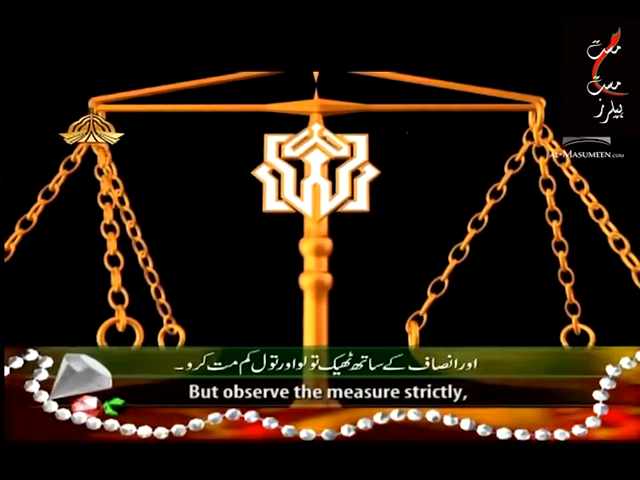 مست
مست
بیلرز
AL-MASUMEEN.COM
اور انصاف کے ساتھ ٹھیک تولو اور تول کم مت کرو۔
But observe the measure strictly,